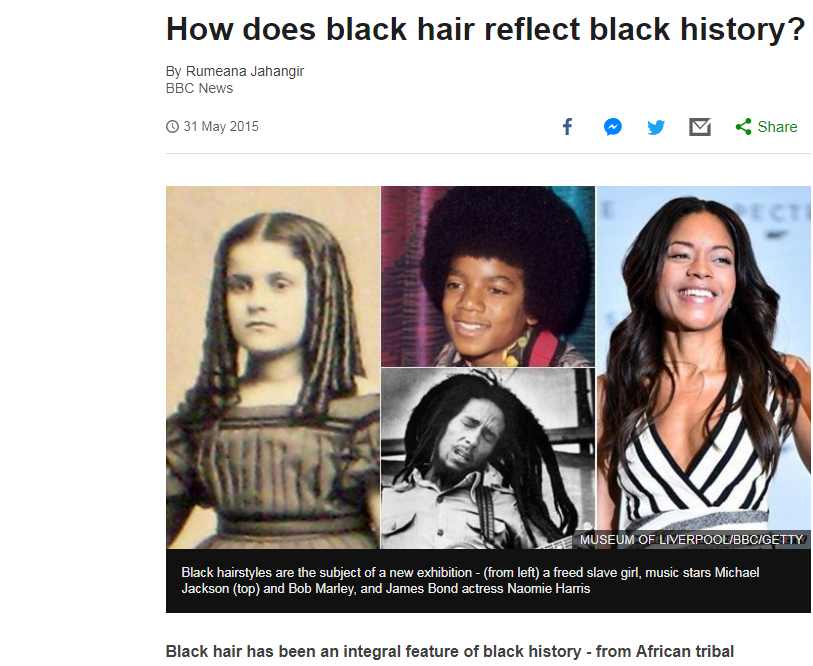 How does black hair reflect black history?
By Rumeana Jahangir
BBC News
31 May 2015
Share
MUSEUM OF LIVERPOOL/BBC/GETTY
Black hairstyles are the subject of a new exhibition - (from left) a freed slave girl, music stars Michael
Jackson (top) and Bob Marley, and James Bond actress Naomie Harris
Black hair has been an integral feature of black history - from African tribal